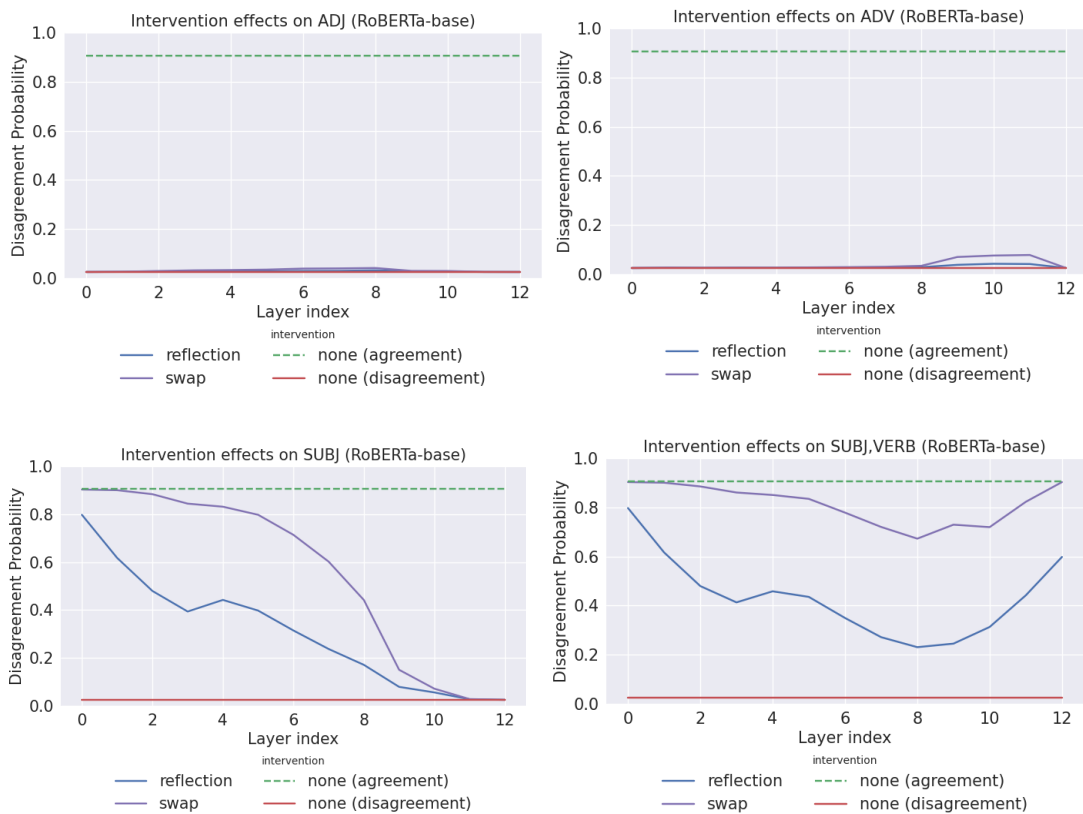 Intervention effects on ADJ (RoBERTa-base)
Disagreement Probability
1.0
0.8
0.6
0.4
0.2
0.0
0 2 4 6 8 10 12
Layer index
intervention
reflection none (agreement)
swap none (disagreement)
Intervention effects on ADV (RoBERTa-base)
Disagreement Probability
1.0
0.8
0.6
0.4
0.2
0.0
0 2 4 6 8 10 12
Layer index
intervention
reflection none (agreement)
swap none (disagreement)
Intervention effects on SUBJ (RoBERTa-base)
Disagreement Probability
1.0
0.8
0.6
0.4
0.2
0.0
0 2 4 6 8 10 12
Layer index
intervention
reflection none (agreement)
swap none (disagreement)
Intervention effects on SUBJ,VERB (RoBERTa-base)
Disagreement Probability
1.0
0.8
0.6
0.4
0.2
0.0
0 2 4 6 8 10 12
Layer index
intervention
reflection none (agreement)
swap none (disagreement)